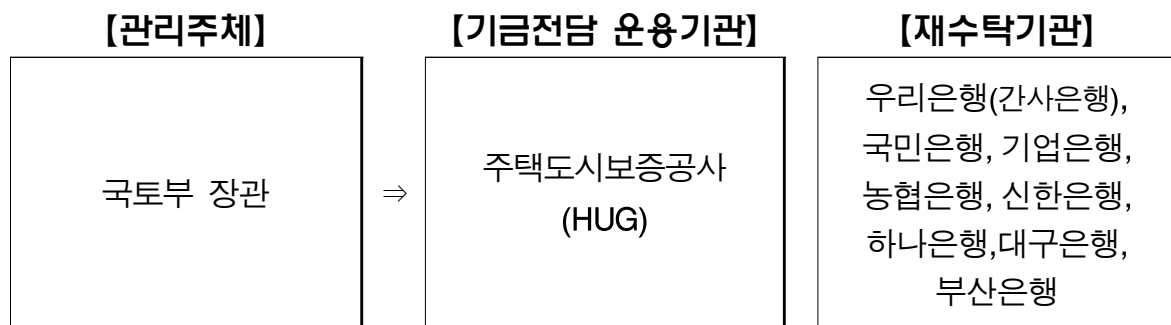 【관리주체】
국토부 장관
⇒
【기금전담 운용기관】
주택도시보증공사
(HUG)
【재수탁기관】
우리은행(간사은행),
국민은행, 기업은행,
농협은행, 신한은행,
하나은행,대구은행,
부산은행